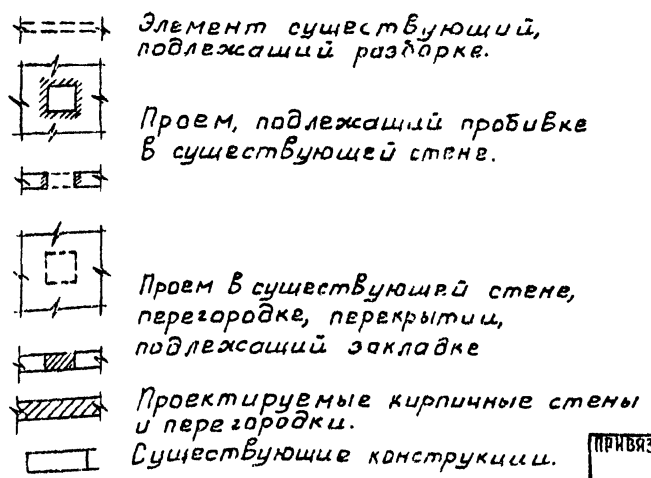 Элемент существующий,
подлежащий разборке.
Проем, подлежащий пробивке
в существующей стене.
Проем в существующей стене,
перегородке, перекрытии,
подлежащий закладке
Проектируемые кирпичные стены
и перегородки.
Существующие конструкции.
ПРИВЯЗ